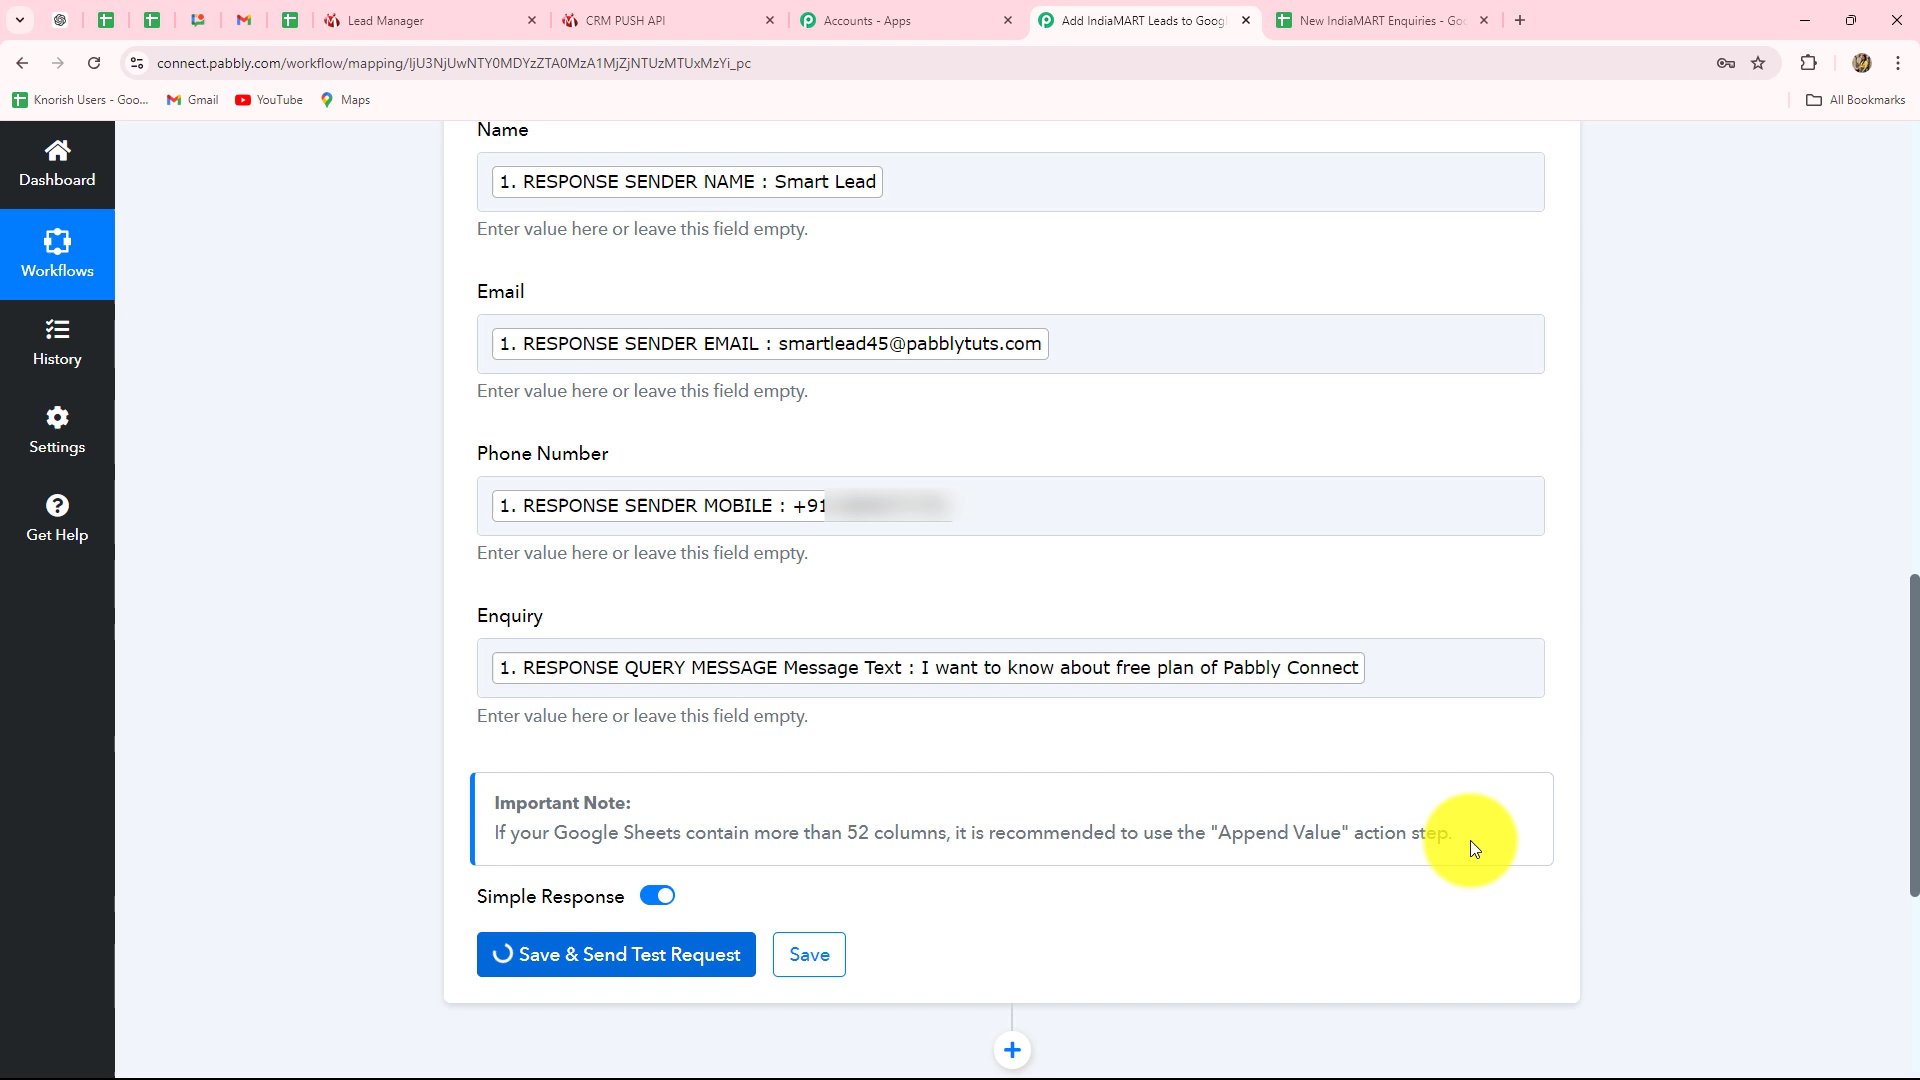 Lead Manager
CRM PUSH API
Accounts - Apps
Add IndiaMART Leads to Googl
New IndiaMART Enquiries - Goo
connect.pabbly.com/workflow/mapping/IjU3NjUwNTY0MDYzZTA0MzA1MjZjNTUzMTUxMzYi_pc
Knorish Users - Goo...
Gmail
YouTube
Maps
All Bookmarks
Dashboard
Workflows
History
Settings
Get Help
Name
1. RESPONSE SENDER NAME : Smart Lead
Enter value here or leave this field empty.
Email
1. RESPONSE SENDER EMAIL : smartlead45@pabblytuts.com
Enter value here or leave this field empty.
Phone Number
1. RESPONSE SENDER MOBILE : +91
Enter value here or leave this field empty.
Enquiry
1. RESPONSE QUERY MESSAGE Message Text : I want to know about free plan of Pabbly Connect
Enter value here or leave this field empty.
Important Note:
If your Google Sheets contain more than 52 columns, it is recommended to use the "Append Value" action step.
Simple Response
Save & Send Test Request
Save